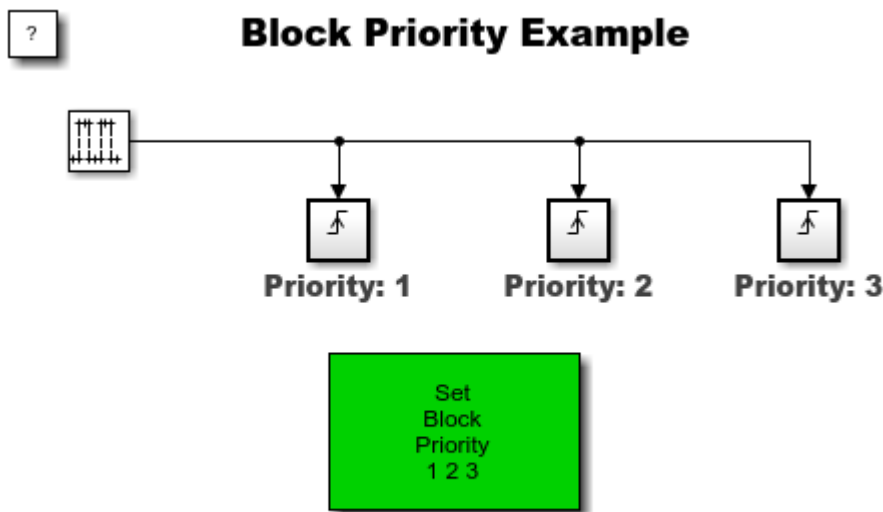 ?
Block Priority Example
Priority: 1
Priority: 2
Priority: 3
Set
Block
Priority
1 2 3